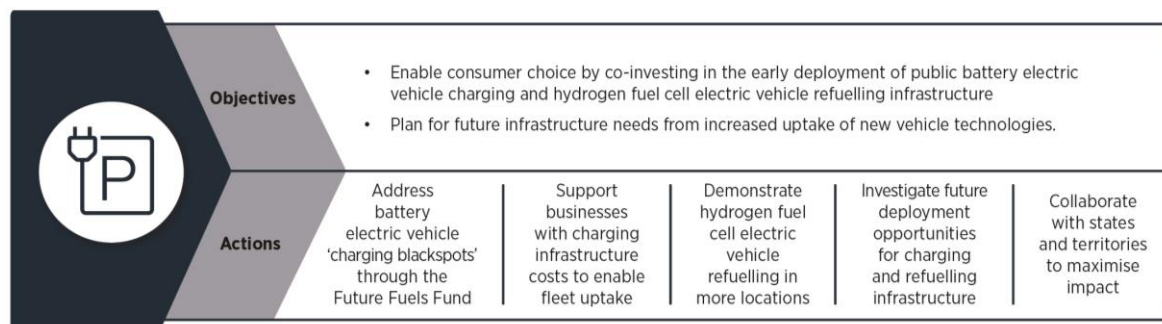 P
Objectives
• Enable consumer choice by co-investing in the early deployment of public battery electric
vehicle charging and hydrogen fuel cell electric vehicle refuelling infrastructure
• Plan for future infrastructure needs from increased uptake of new vehicle technologies.
Actions
Address
battery
electric vehicle
‘charging blackspots’
through the
Future Fuels Fund
Support
businesses
with charging
infrastructure
costs to enable
fleet uptake
Demonstrate
hydrogen fuel
cell electric
vehicle
refuelling in
more locations
Investigate future
deployment
opportunities
for charging
and refuelling
infrastructure
Collaborate
with states
and territories
to maximise
impact